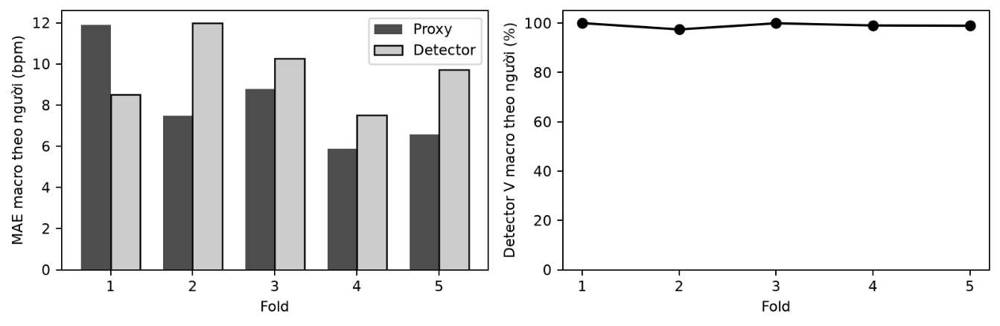 MAE macro theo người (bpm)
12
10
8
6
4
2
0
Proxy
Detector
1 2 3 4 5
Fold
Detector V macro theo người (%)
100
80
60
40
20
0
1 2 3 4 5
Fold